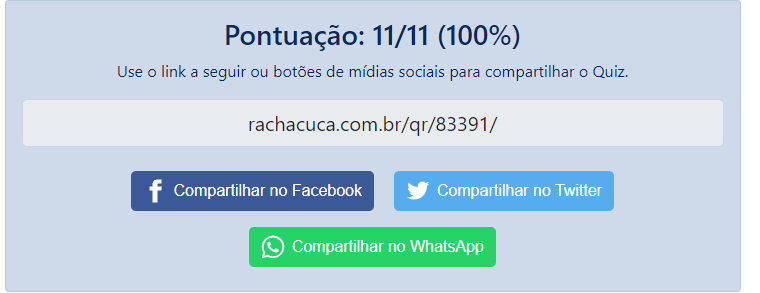 Pontuação: 11/11 (100%)
Use o link a seguir ou botões de mídias sociais para compartilhar o Quiz.
rachacuca.com.br/qr/83391/
Compartilhar no Facebook
Compartilhar no Twitter
Compartilhar no WhatsApp